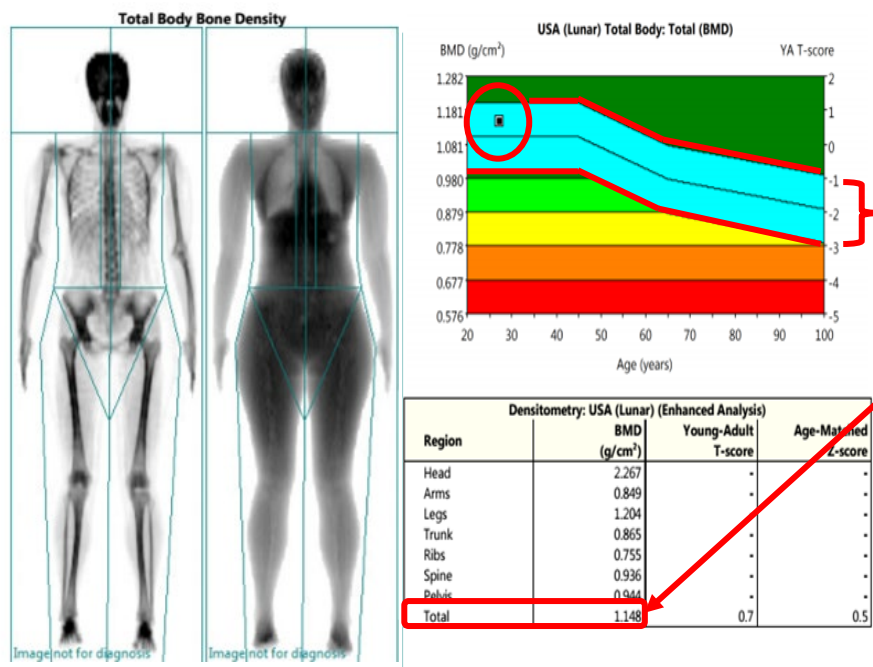 Total Body Bone Density
Image not for diagnosis
Image not for diagnosis
USA (Lunar) Total Body: Total (BMD)
BMD (g/cm²) YA T-score
1.282 2
1.181 1
1.081 0
0.980 -1
0.879 -2
0.778 -3
0.677 -4
0.576 -5
20 30 40 50 60 70 80 90 100
Age (years)
Densitometry: USA (Lunar) (Enhanced Analysis)
Region BMD Young-Adult Age-Matched
(g/cm²) T-score Z-score
Head 2.267 - -
Arms 0.849 - -
Legs 1.204 - -
Trunk 0.865 - -
Ribs 0.755 - -
Spine 0.936 - -
Pelvis 0.944 - -
Total 1.148 0.7 0.5